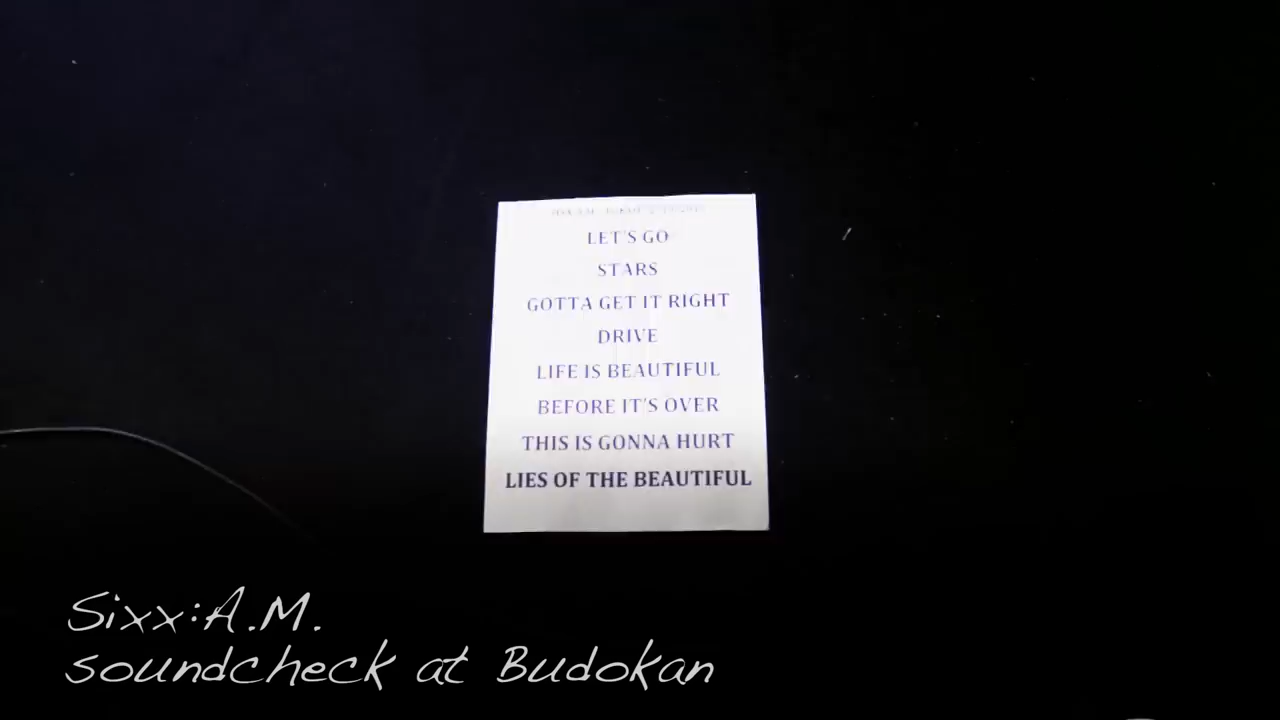 LET'S GO
STARS
GOTTA GET IT RIGHT
DRIVE
LIFE IS BEAUTIFUL
BEFORE IT'S OVER
THIS IS GONNA HURT
LIES OF THE BEAUTIFUL
Sixx:A.M.
soundcheck at Budokan